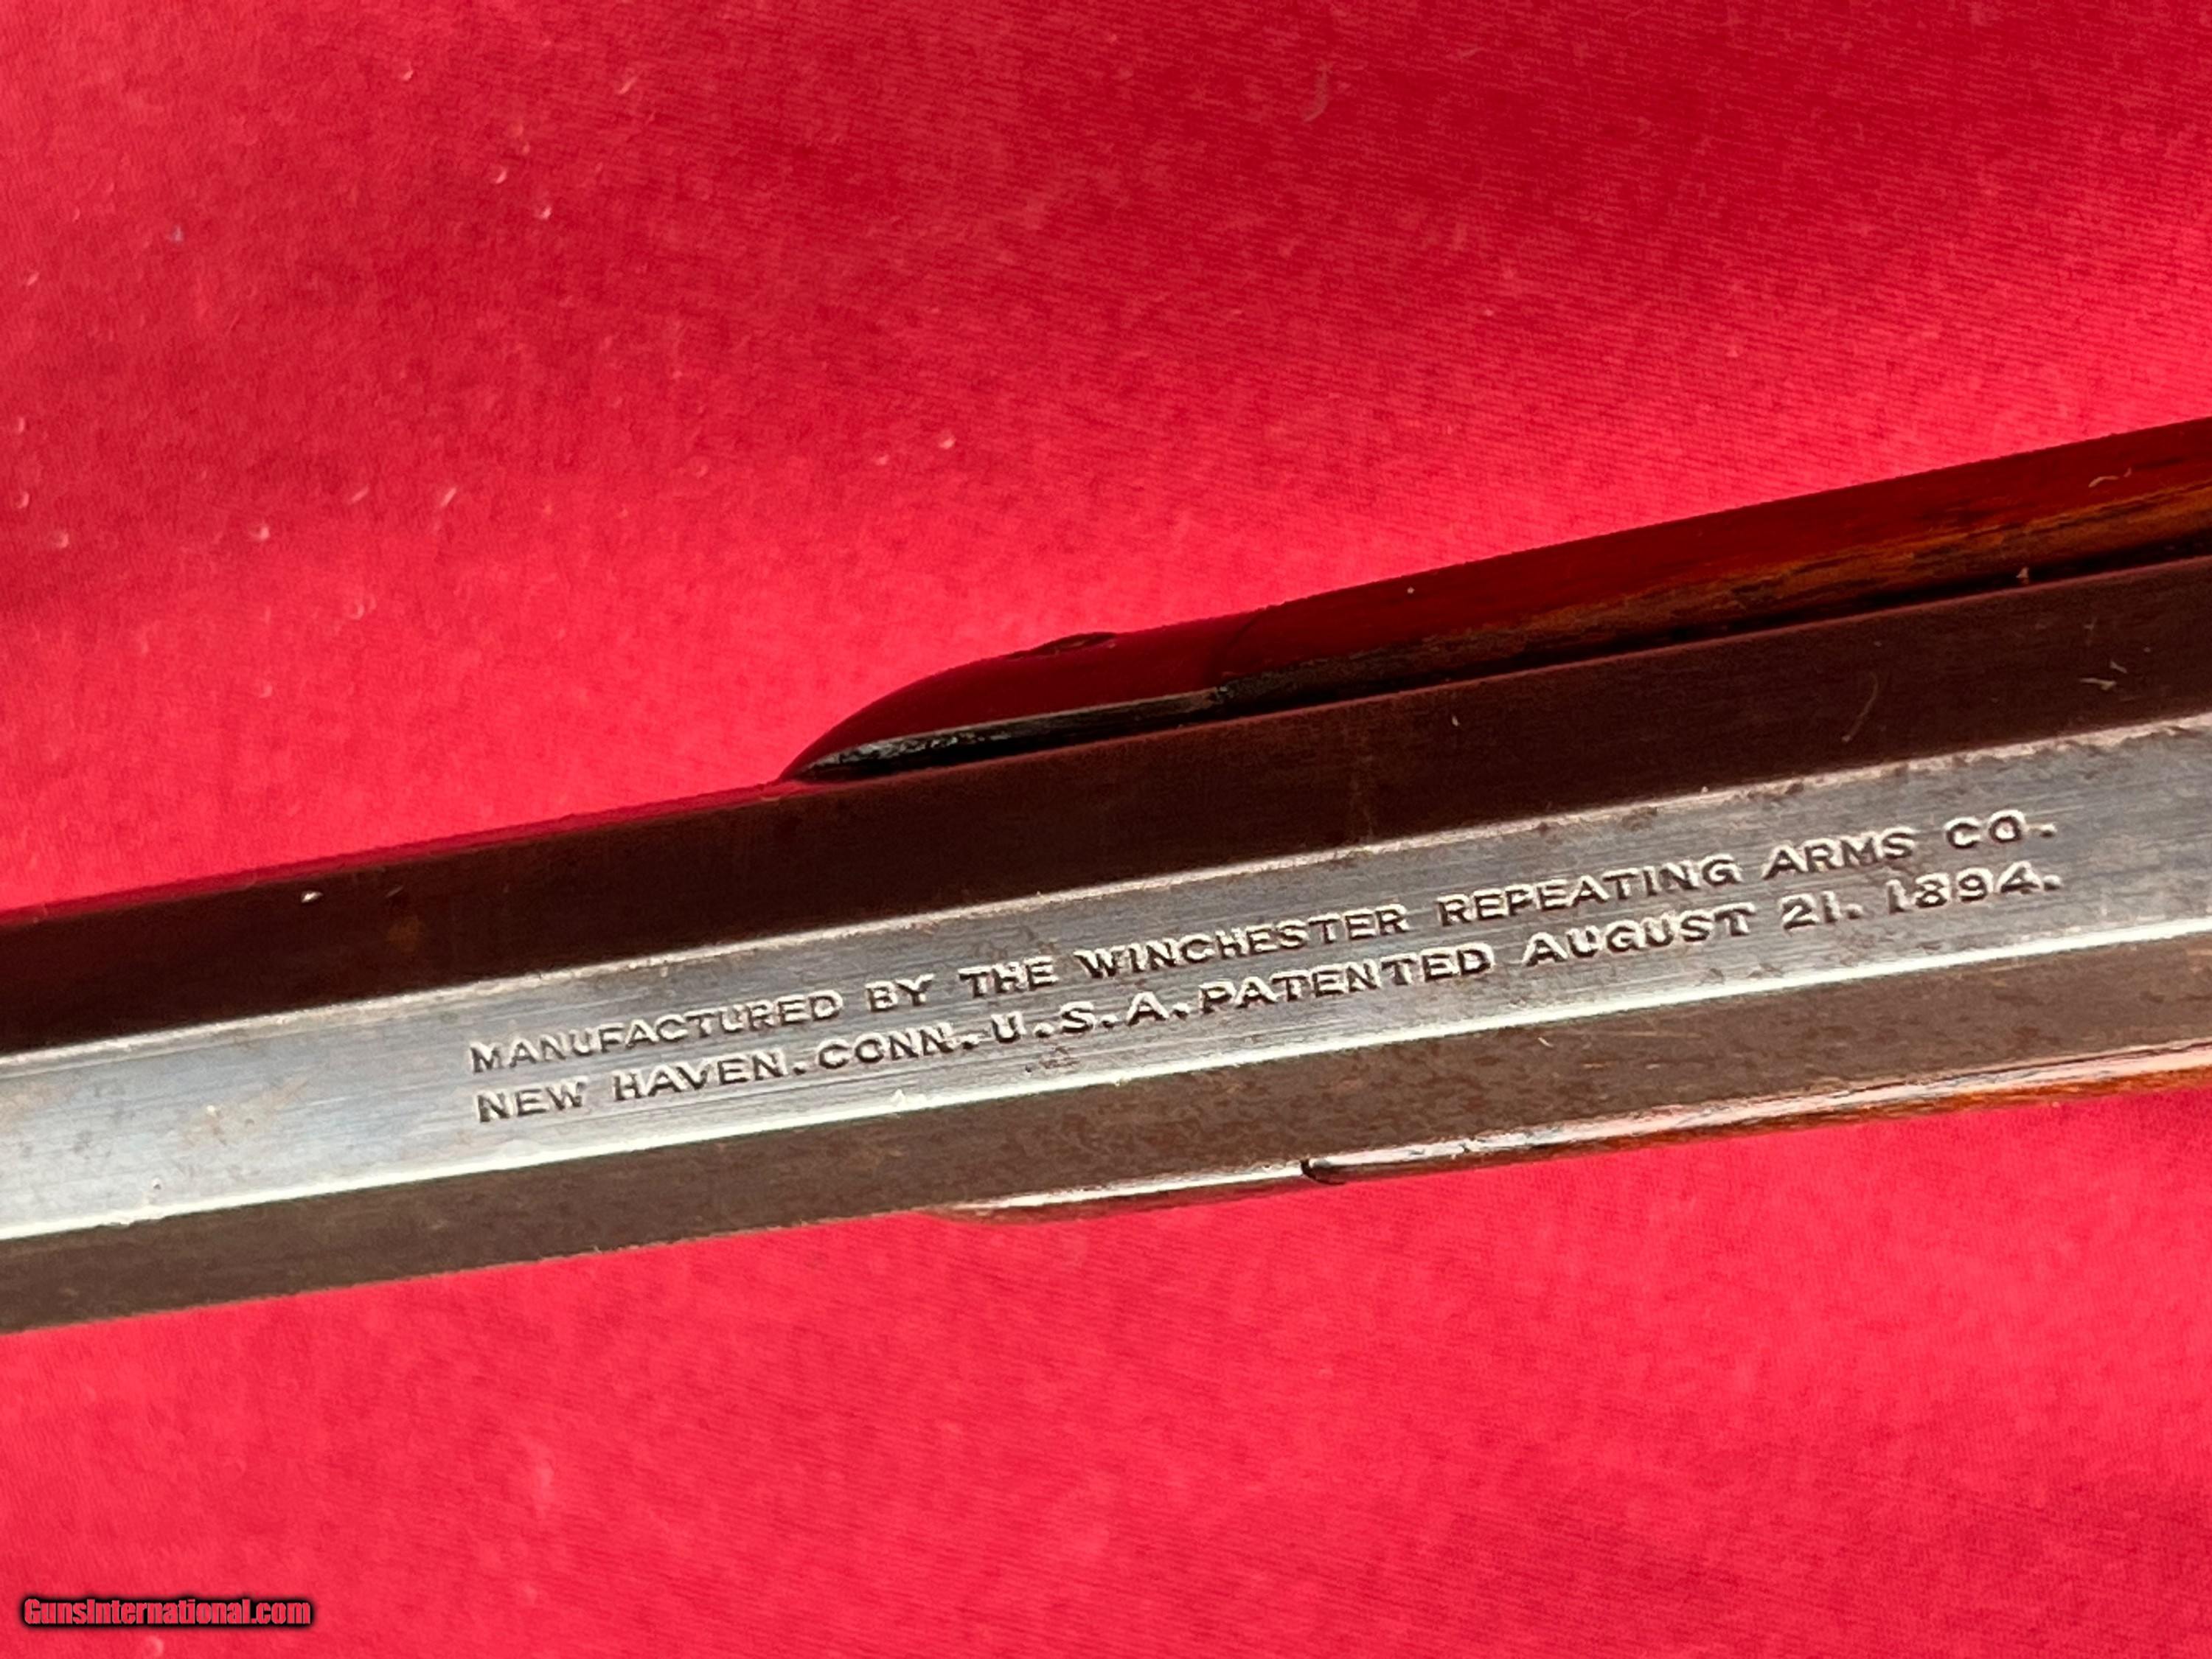 MANUFACTURED BY THE WINCHESTER REPEATING ARMS CO.
NEW HAVEN. CONN. U.S.A. PATENTED AUGUST 21. 1894.
GunsInternational.com